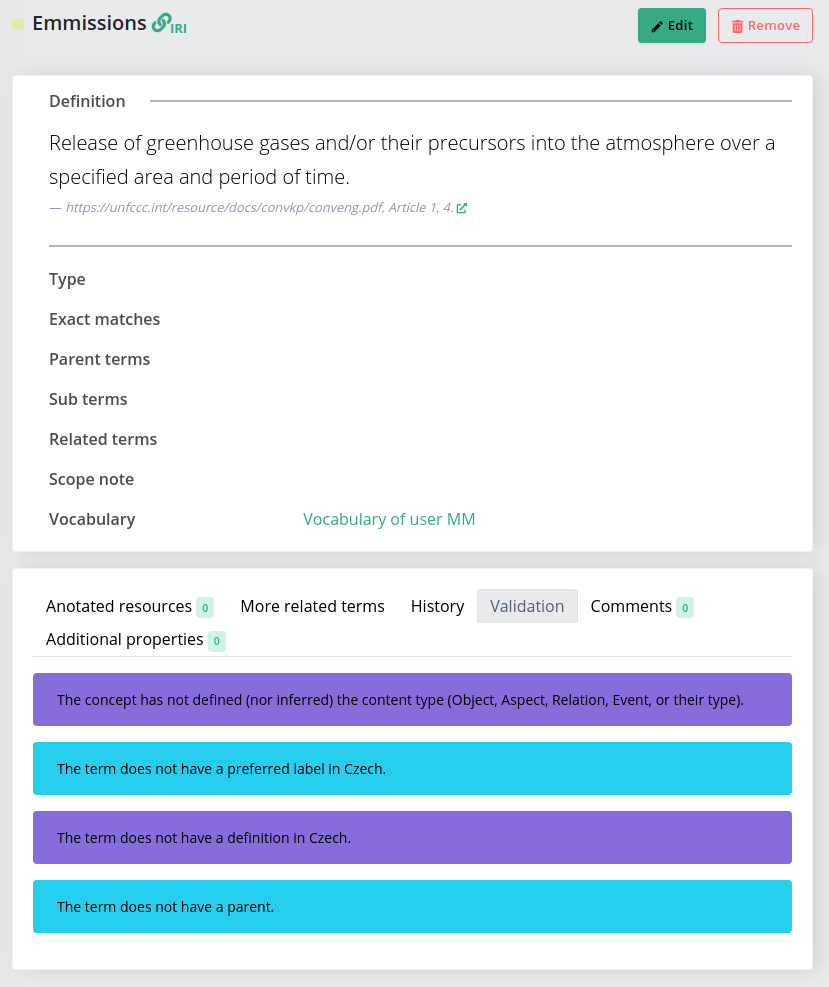 Emmissions IRI
Edit
Remove
Definition
Release of greenhouse gases and/or their precursors into the atmosphere over a
specified area and period of time.
— https://unfccc.int/resource/docs/convkp/conveng.pdf, Article 1, 4.
Type
Exact matches
Parent terms
Sub terms
Related terms
Scope note
Vocabulary Vocabulary of user MM
Anotated resources 0 More related terms History Validation Comments 0
Additional properties 0
The concept has not defined (nor inferred) the content type (Object, Aspect, Relation, Event, or their type).
The term does not have a preferred label in Czech.
The term does not have a definition in Czech.
The term does not have a parent.